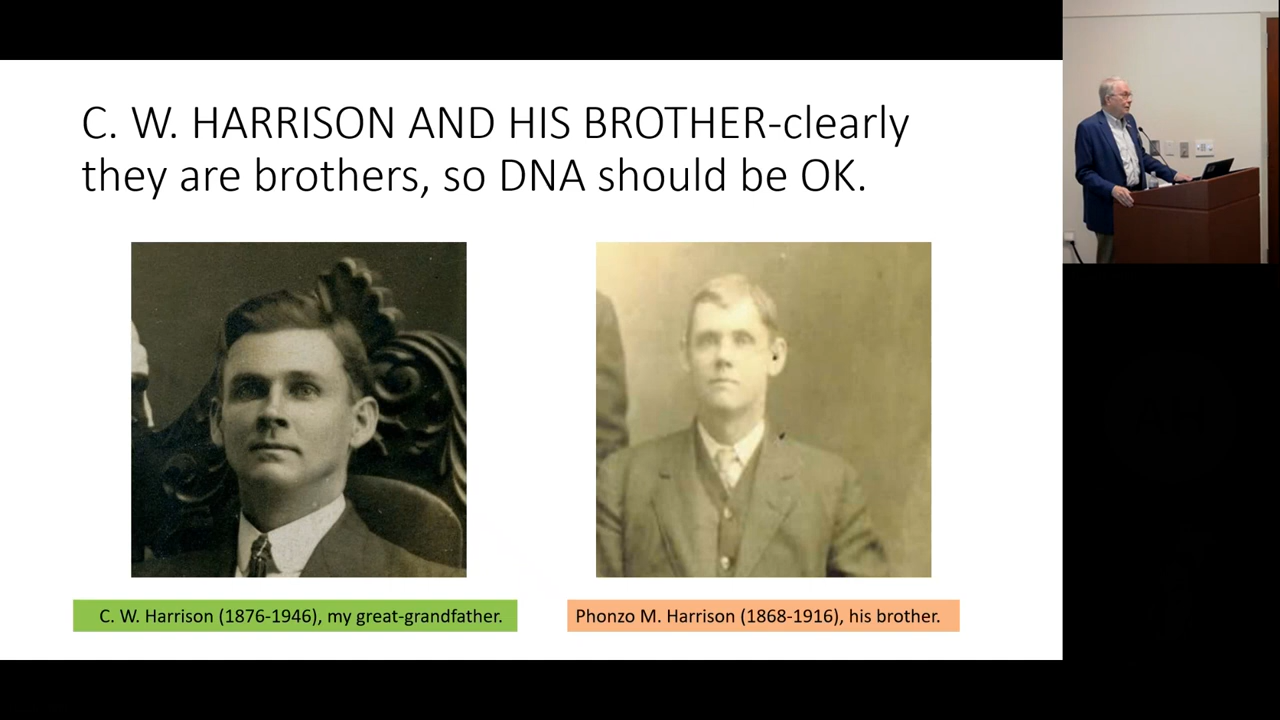 C. W. HARRISON AND HIS BROTHER-clearly
they are brothers, so DNA should be OK.
C. W. Harrison (1876-1946), my great-grandfather.
Phonzo M. Harrison (1868-1916), his brother.